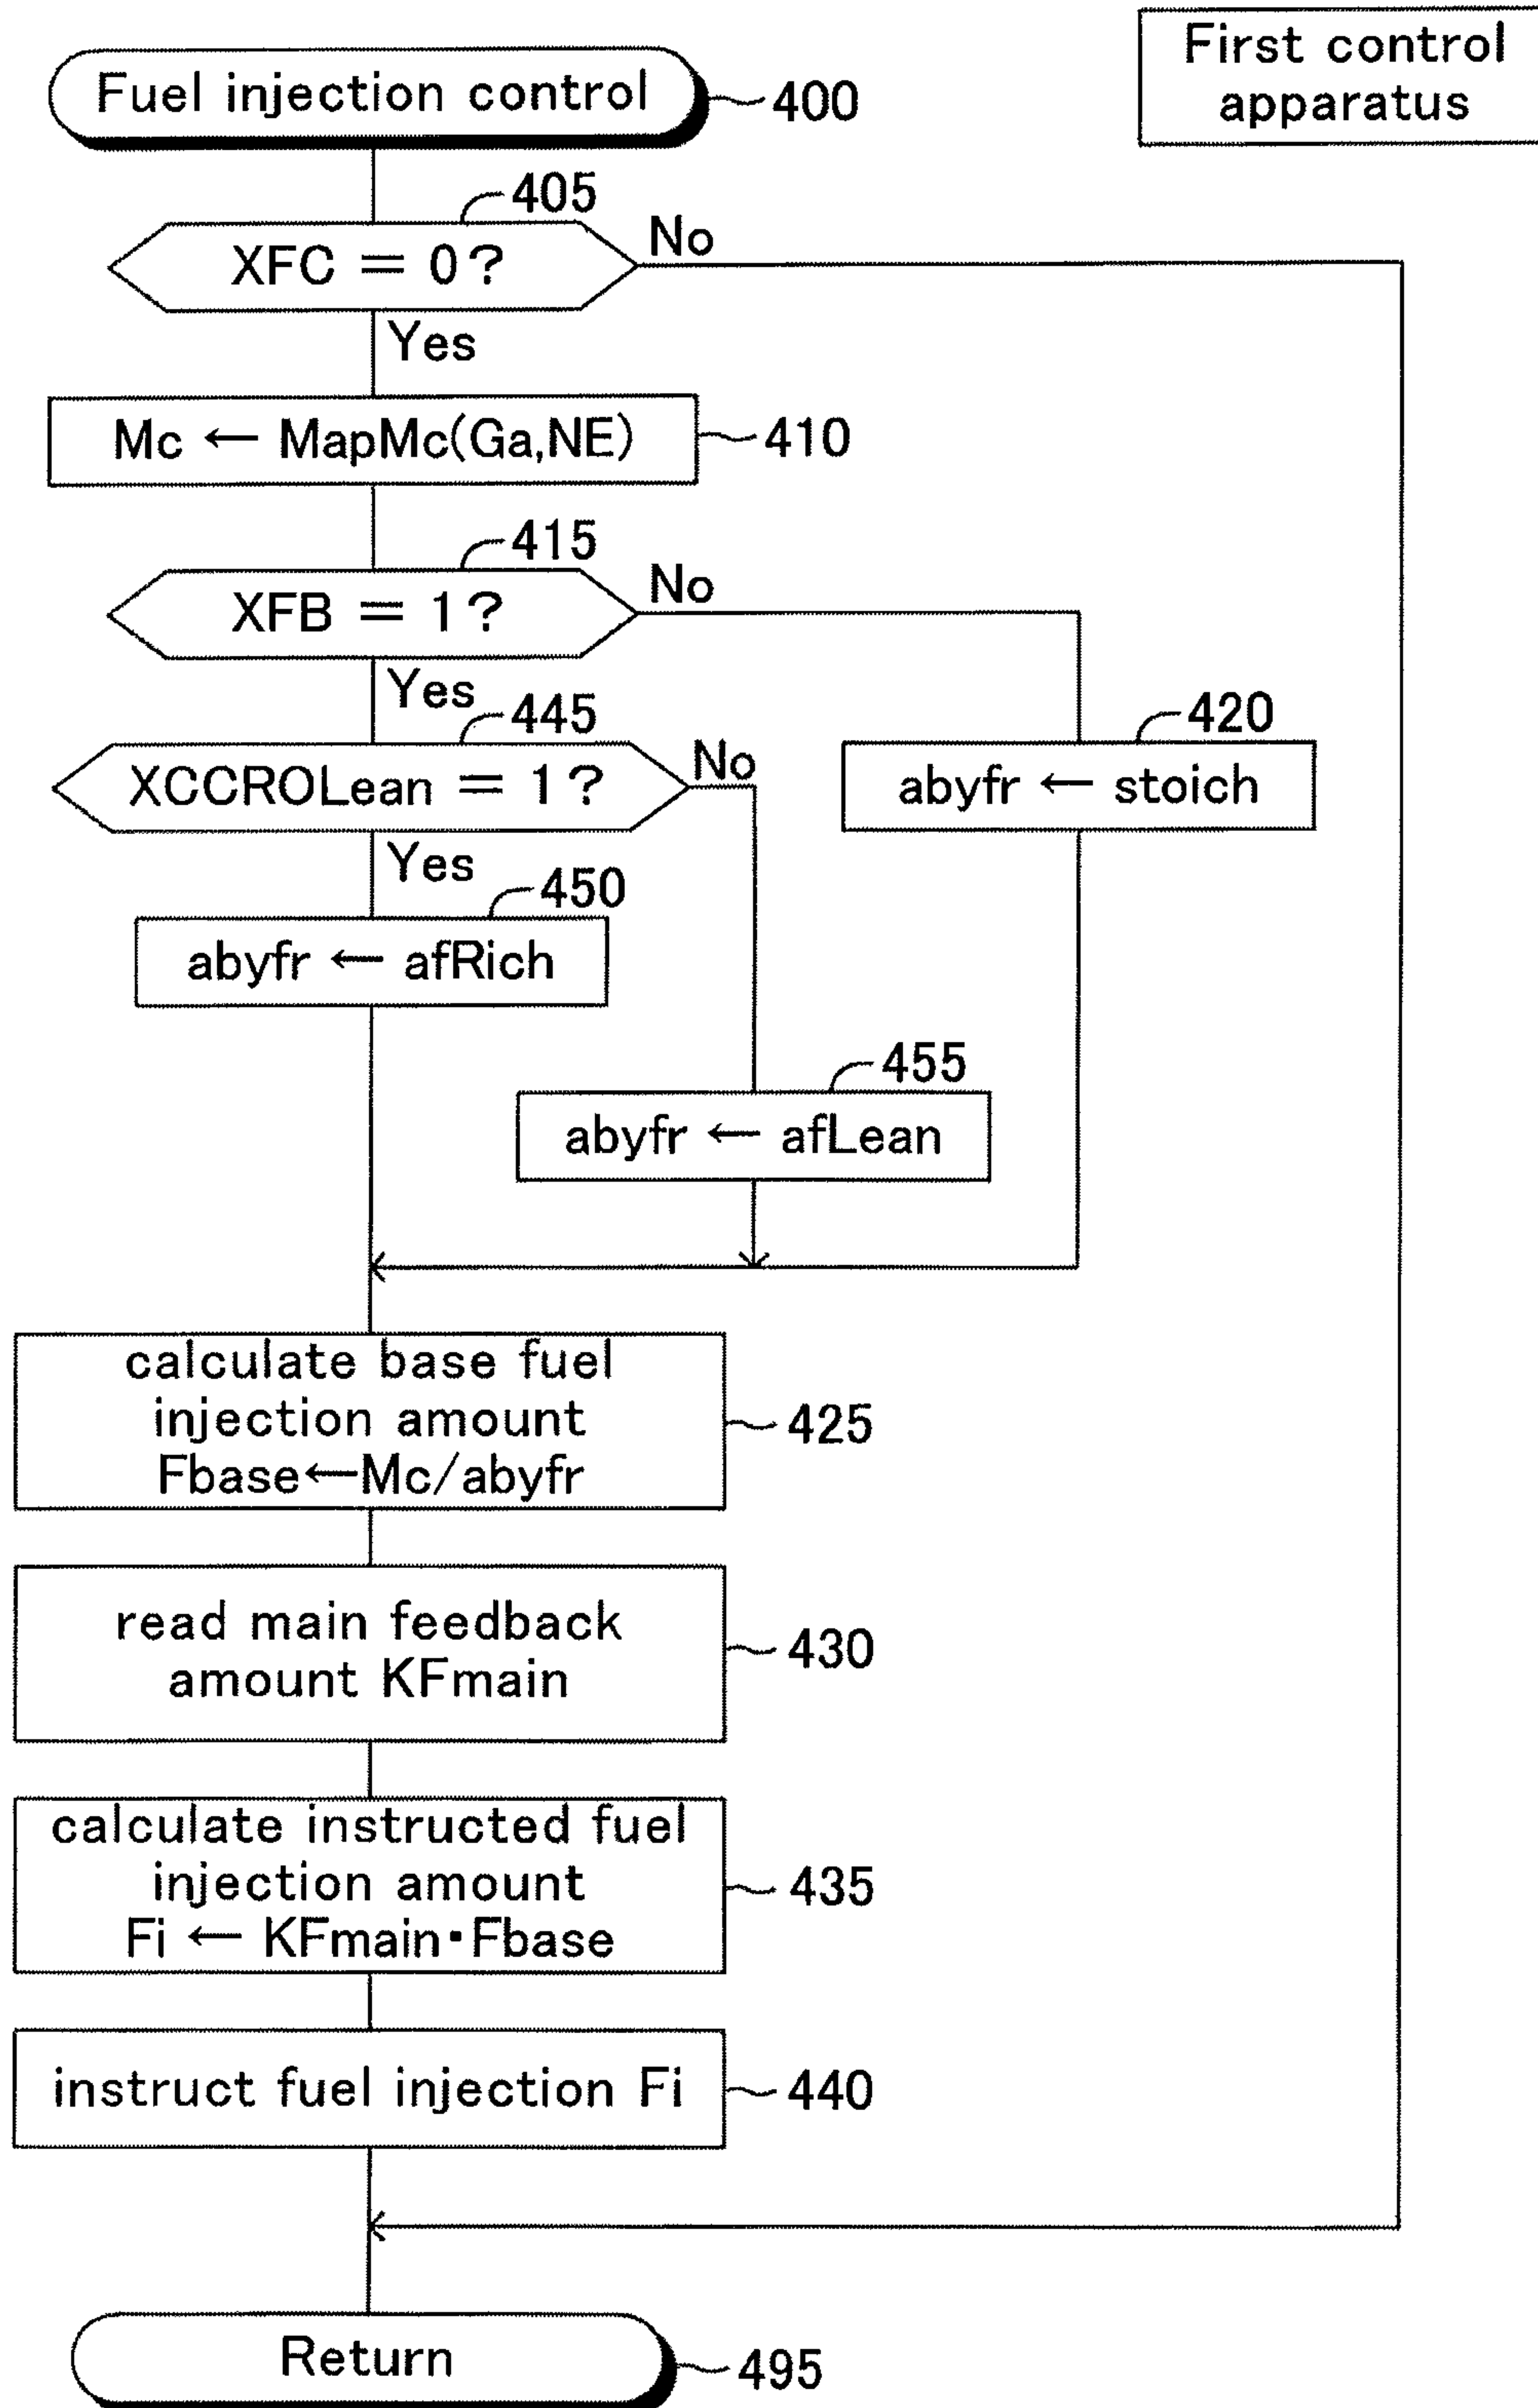 First control
apparatus
Fuel injection control
400
405
XFC = 0?
No
Yes
Mc ← MapMc(Ga,NE)
410
415
XFB = 1?
No
Yes
445
XCCROLean = 1?
No
420
abyfr ← stoich
Yes
450
abyfr ← afRich
455
abyfr ← afLean
calculate base fuel
injection amount
Fbase←Mc/abyfr
425
read main feedback
amount KFmain
430
calculate instructed fuel
injection amount
Fi ← KFmain·Fbase
435
instruct fuel injection Fi
440
Return
495